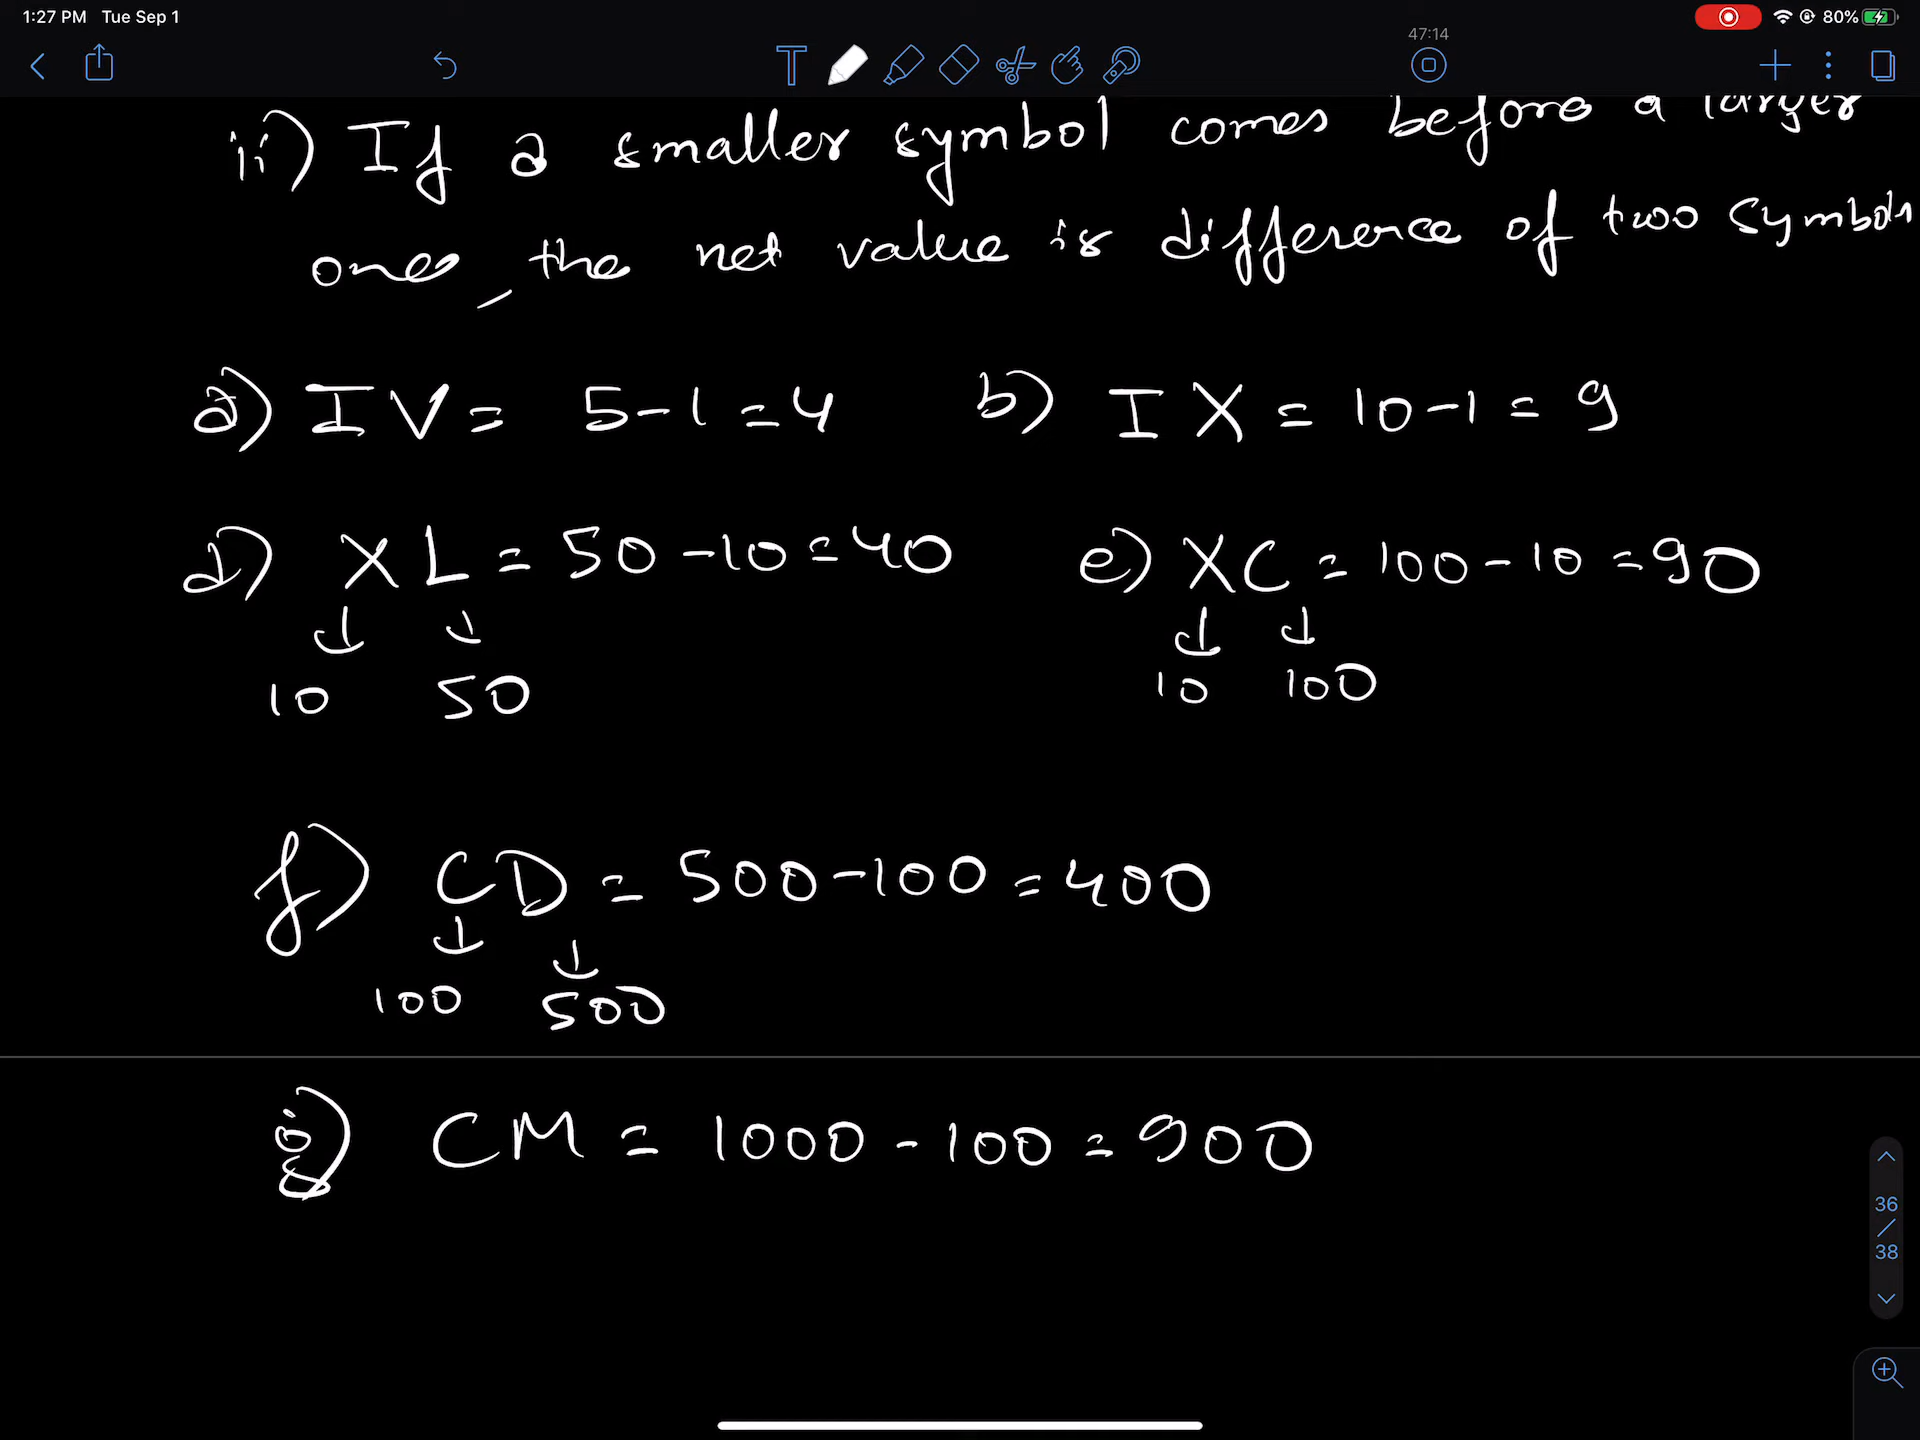 1:27 PM Tue Sep 1
80%
47:14
T
ii) If a smaller symbol comes before a larger
one, the net value is difference of two symbols
a) IV = 5-1=4 b) IX = 10-1 = 9
d) XL = 50-10=40 e) XC = 100-10=90
10 50 10 100
f) CD = 500-100=400
100 500
CM = 1000-100=900
36
/
38